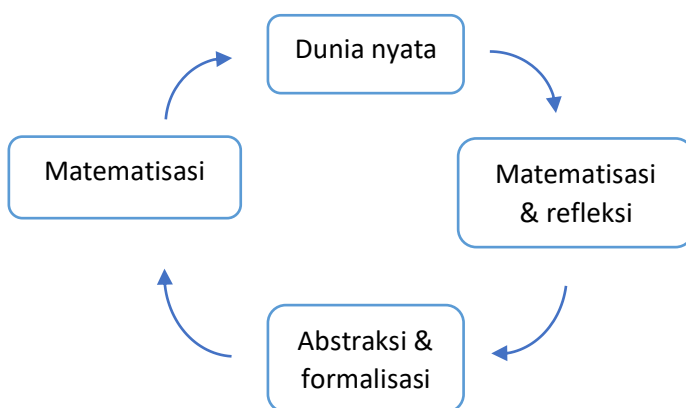 Dunia nyata
Matematisasi
& refleksi
Abstraksi &
formalisasi
Matematisasi